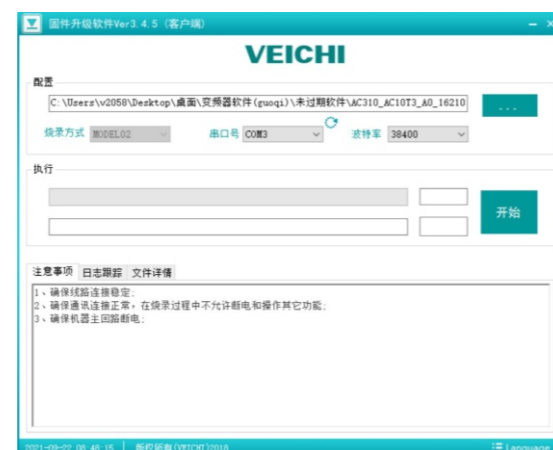 固件升级软件Ver3.4.5 (客户端)
VEICHI
配置
C:\Users\v2058\Desktop\桌面\变频器软件(guoqi)\未过期软件\AC310_AC10T3_A0_16210
...
烧录方式 MODEL02 串口号 COM3 波特率 38400
执行
开始
注意事项 日志跟踪 文件详情
1、确保线路连接稳定;
2、确保通讯连接正常，在烧录过程中不允许断电和操作其它功能;
3、确保机器主回路断电;
2021-09-22 08:48:15 版权所有(VEICHI)2018 Language